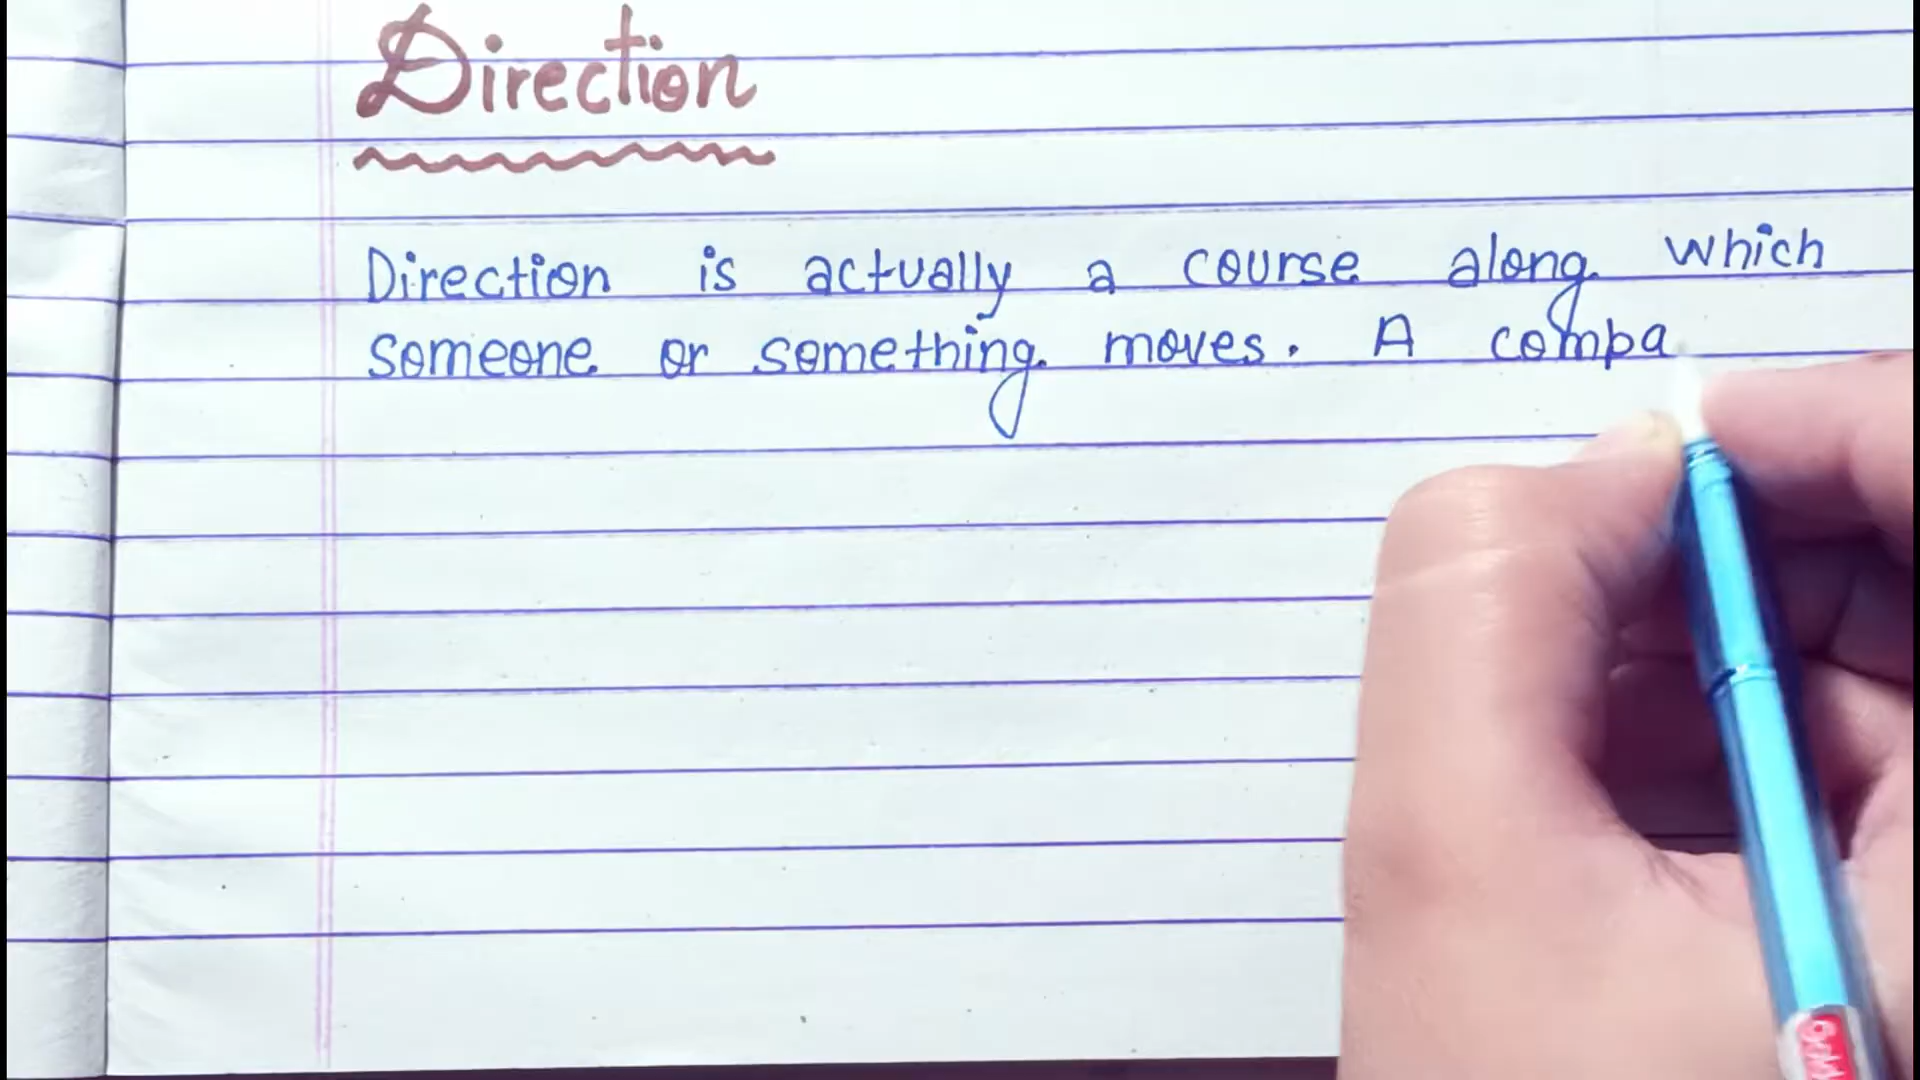 Direction
Direction is actually a course along which
someone or something moves. A compa